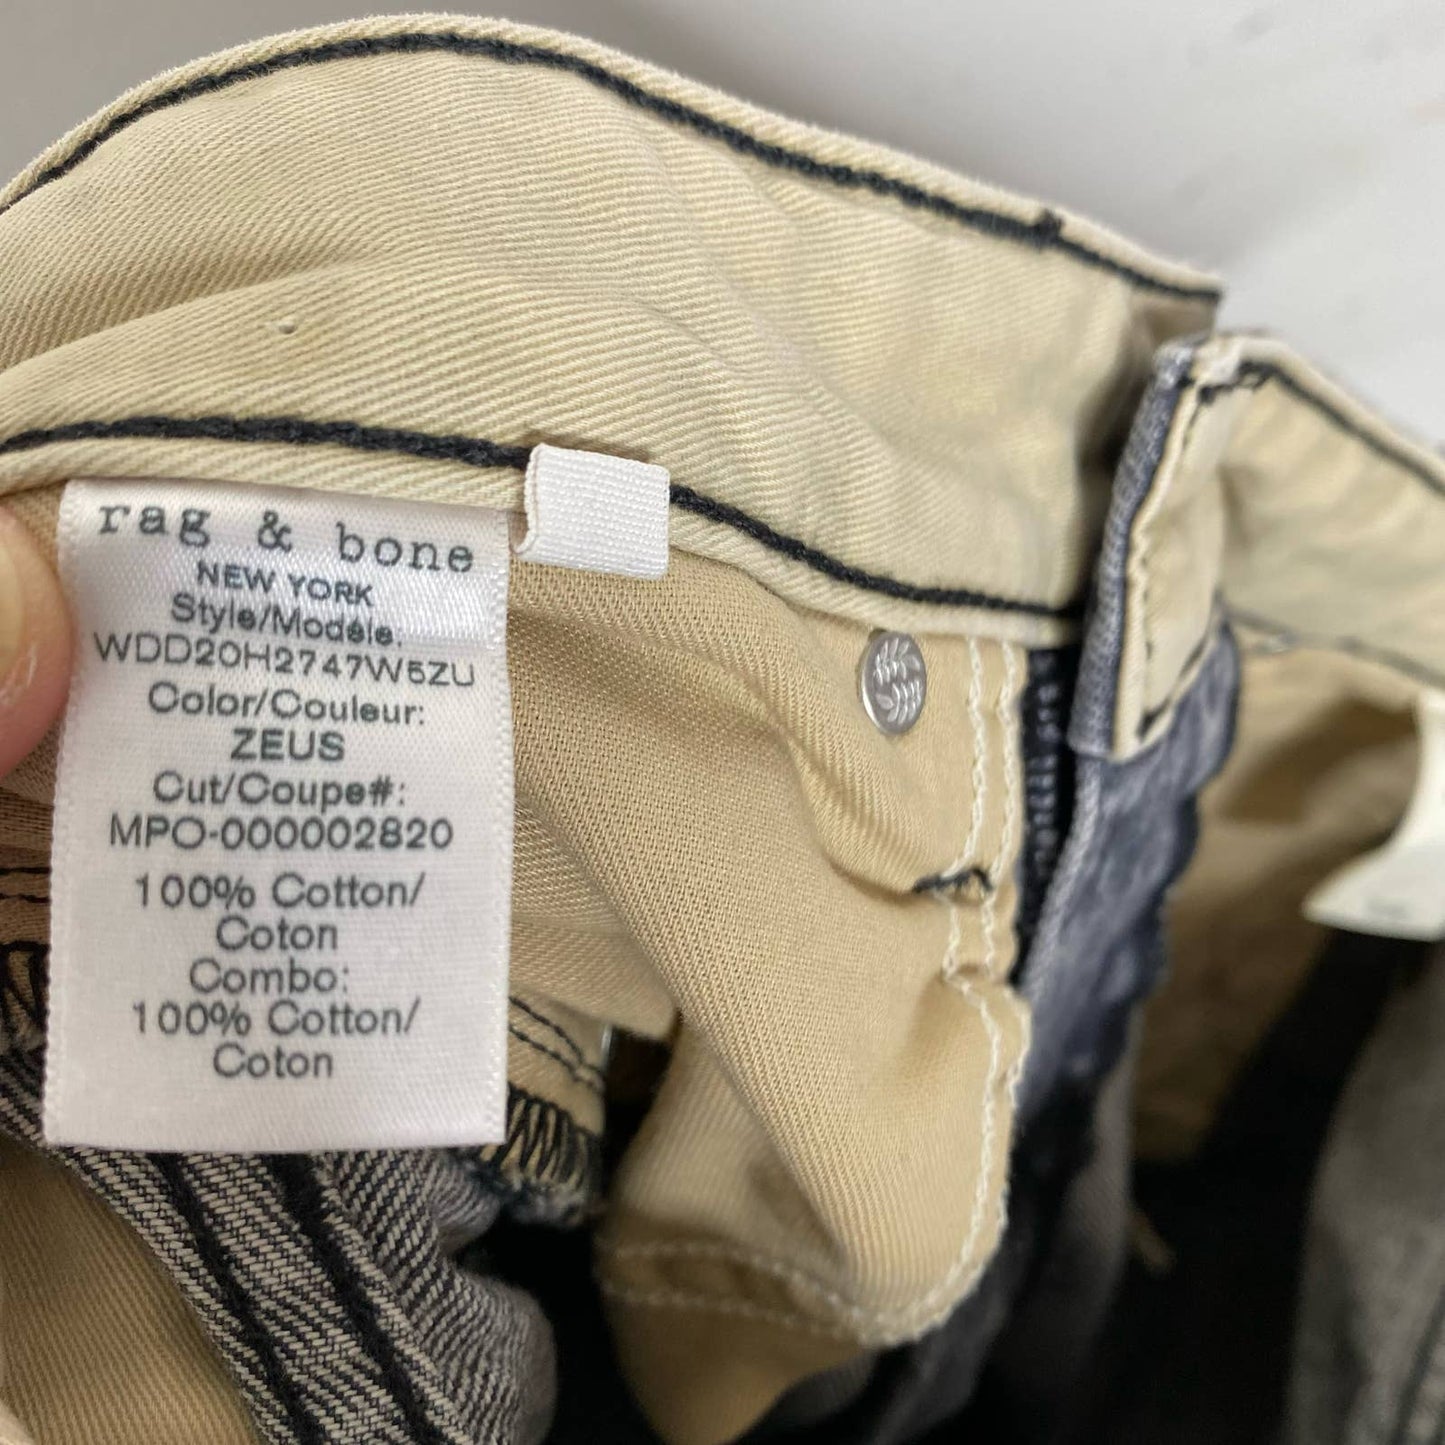 rag & bone
NEW YORK
Style/Modéle:
WDD20H2747W5ZU
Color/Couleur:
ZEUS
Cut/Coupe#:
MPO-000002820
100% Cotton/
Coton
Combo:
100% Cotton/
Coton